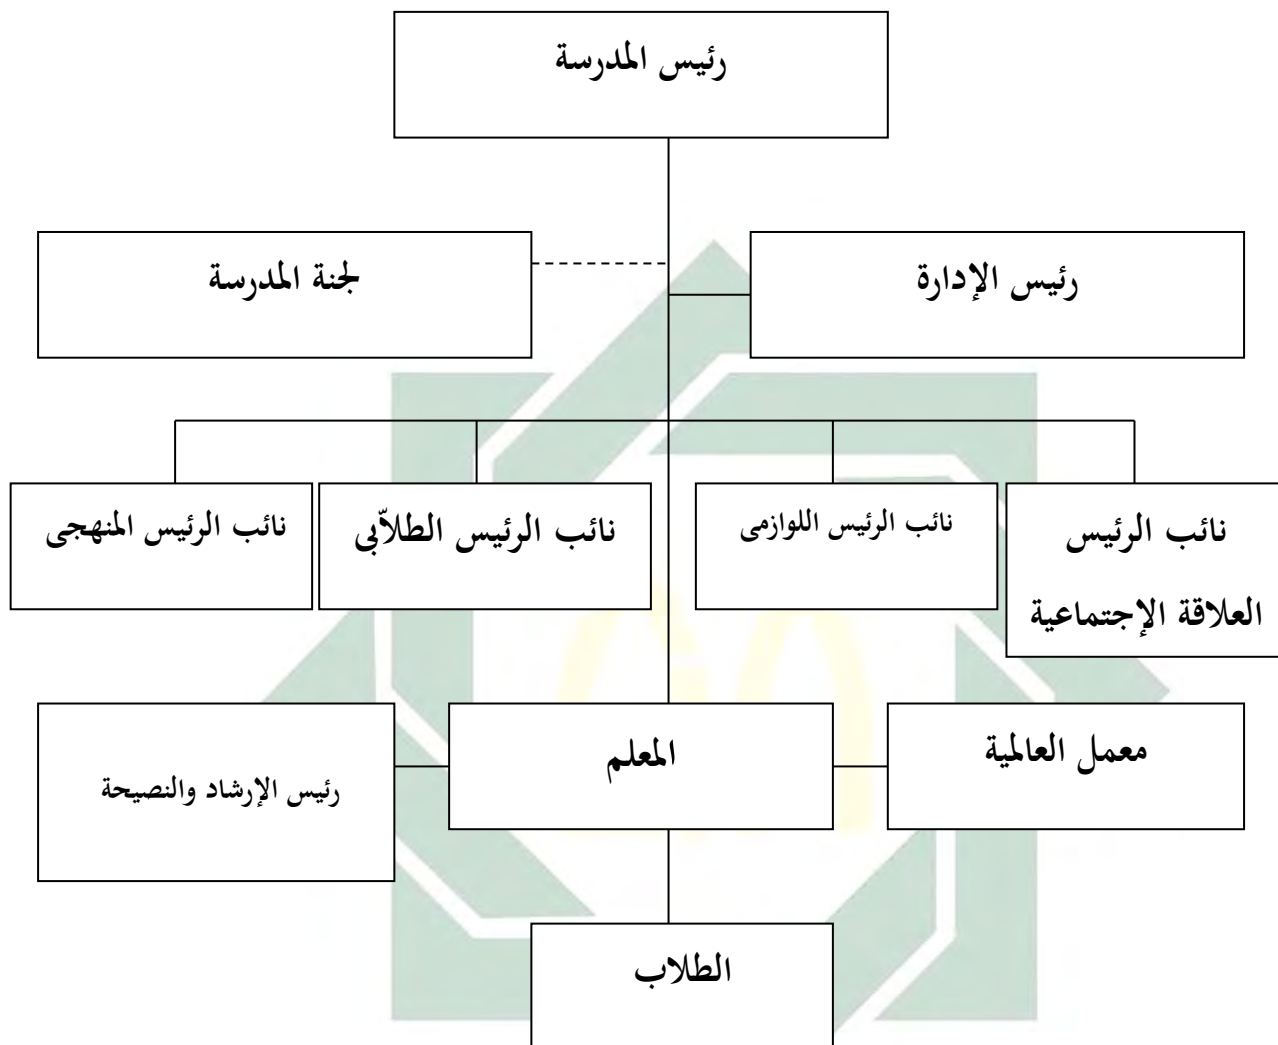 رئيس المدرسة
رئيس الإدارة
لجنة المدرسة
نائب الرئيس
العلاقة الإجتماعية
نائب الرئيس اللوازمى
نائب الرئيس الطلاّبى
نائب الرئيس المنهجى
معمل العالمية
المعلم
رئيس الإرشاد والنصيحة
الطلاب